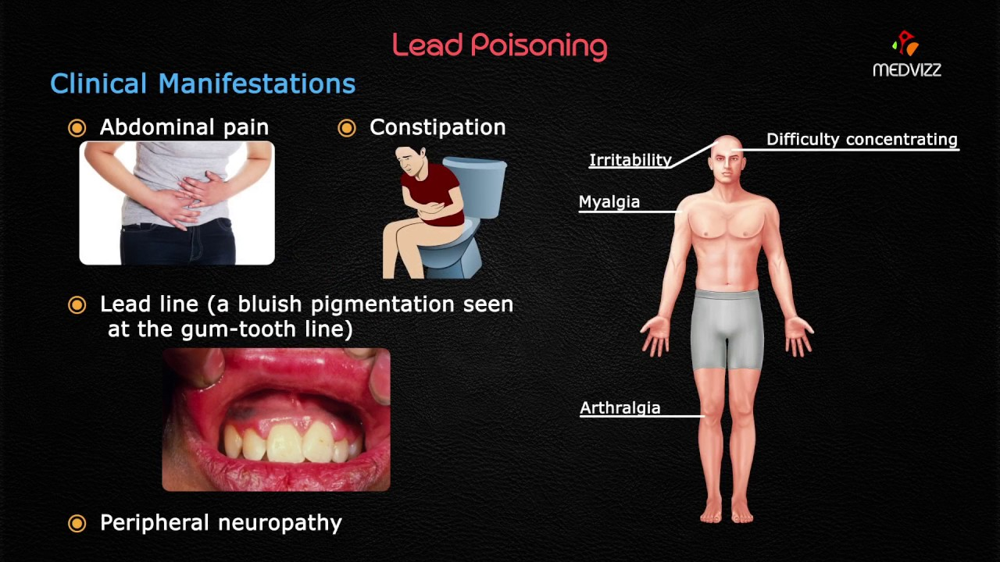 Lead Poisoning
MEDVIZZ
Clinical Manifestations
Abdominal pain
Constipation
Lead line (a bluish pigmentation seen
at the gum-tooth line)
Peripheral neuropathy
Difficulty concentrating
Irritability
Myalgia
Arthralgia